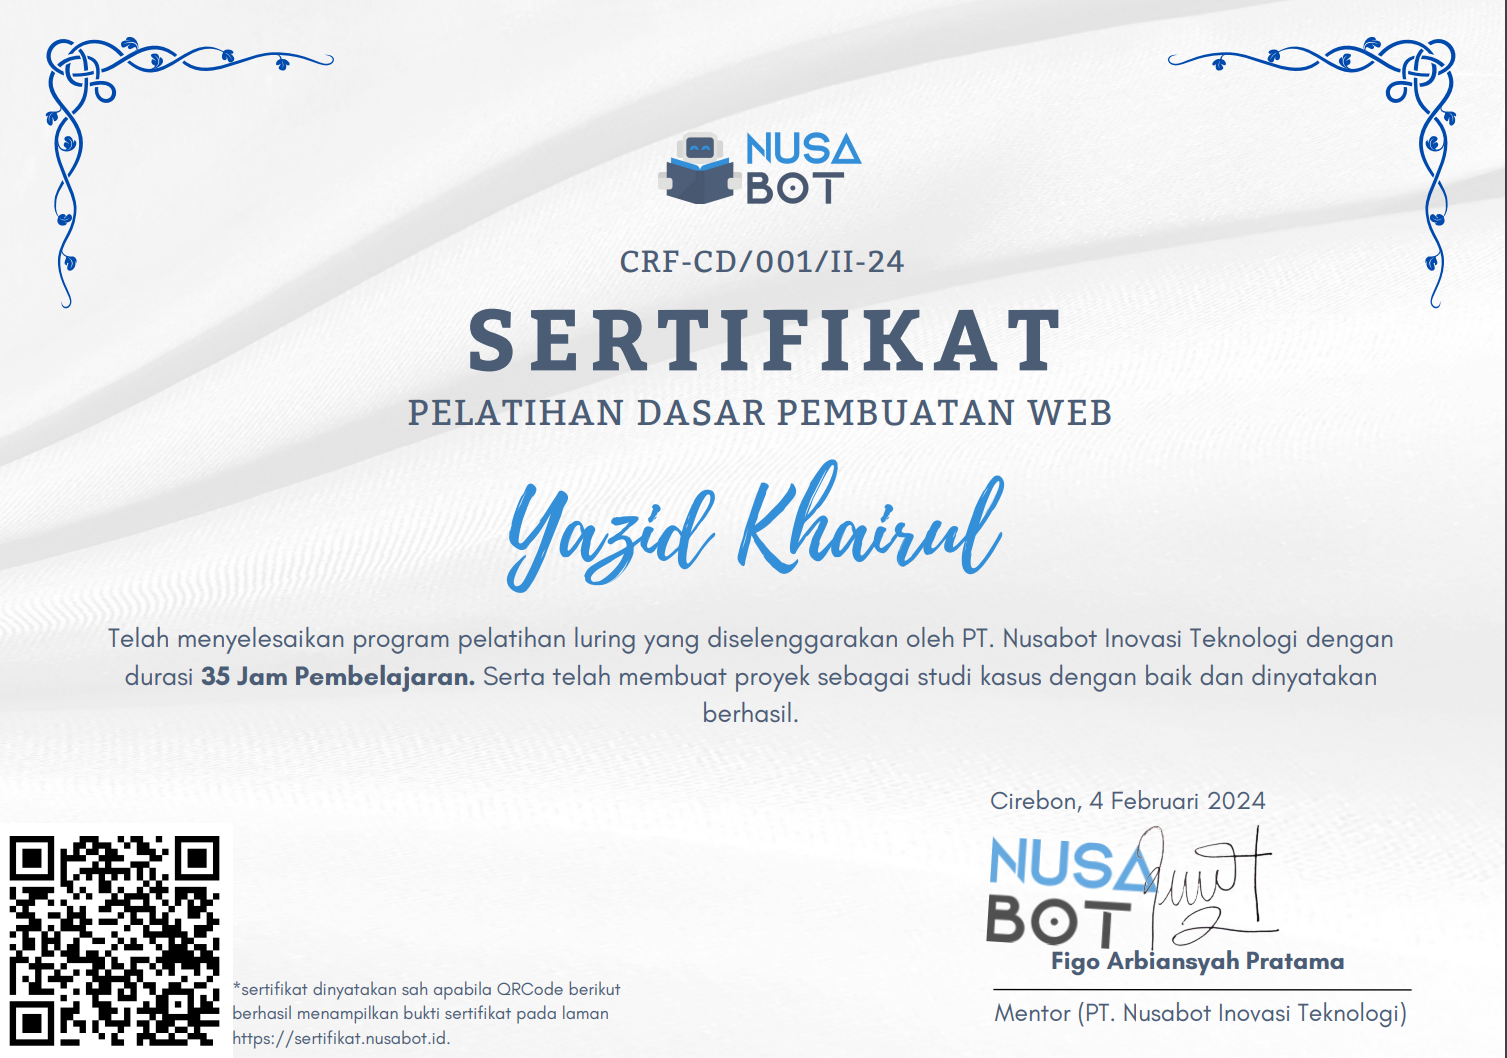 NUSA
BOT
CRF-CD/001/II-24
SERTIFIKAT
PELATIHAN DASAR PEMBUATAN WEB
Yazid Khairul
Telah menyelesaikan program pelatihan luring yang diselenggarakan oleh PT. Nusabot Inovasi Teknologi dengan
durasi 35 Jam Pembelajaran. Serta telah membuat proyek sebagai studi kasus dengan baik dan dinyatakan
berhasil.
Cirebon, 4 Februari 2024
NUSA
BOT
Figo Arbiansyah Pratama
Mentor (PT. Nusabot Inovasi Teknologi)
*sertifikat dinyatakan sah apabila QRCode berikut
berhasil menampilkan bukti sertifikat pada laman
https://sertifikat.nusabot.id.